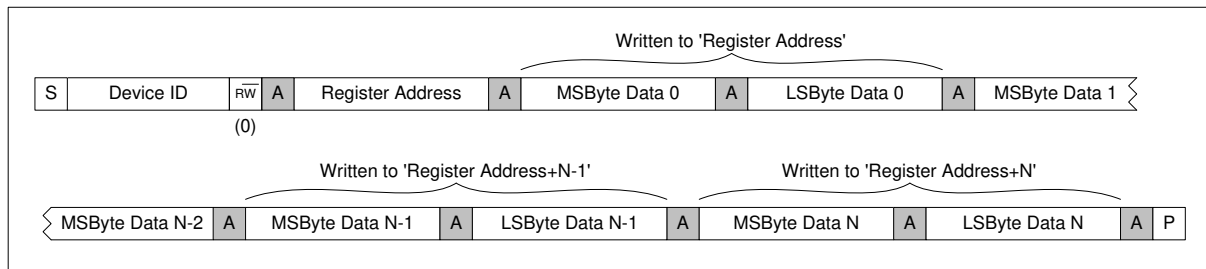 Written to 'Register Address'
S Device ID RW A Register Address A MSByte Data 0 A LSByte Data 0 A MSByte Data 1
(0)
Written to 'Register Address+N-1' Written to 'Register Address+N'
MSByte Data N-2 A MSByte Data N-1 A LSByte Data N-1 A MSByte Data N A LSByte Data N A P